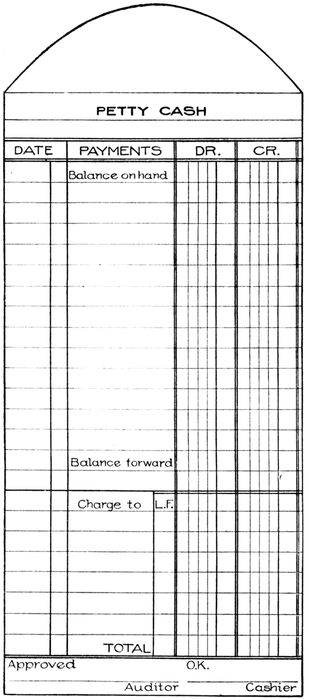 PETTY CASH
DATE PAYMENTS DR. CR.
Balance on hand
Balance forward
Charge to L.F.
TOTAL
Approved O.K.
Auditor Cashier